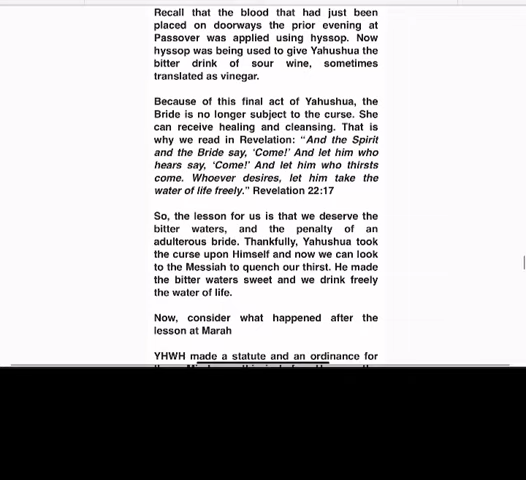 Recall that the blood that had just been
placed on doorways the prior evening at
Passover was applied using hyssop. Now
hyssop was being used to give Yahushua the
bitter drink of sour wine, sometimes
translated as vinegar.
Because of this final act of Yahushua, the
Bride is no longer subject to the curse. She
can receive healing and cleansing. That is
why we read in Revelation: “And the Spirit
and the Bride say, ‘Come!’ And let him who
hears say, ‘Come!’ And let him who thirsts
come. Whoever desires, let him take the
water of life freely.” Revelation 22:17
So, the lesson for us is that we deserve the
bitter waters, and the penalty of an
adulterous bride. Thankfully, Yahushua took
the curse upon Himself and now we can look
to the Messiah to quench our thirst. He made
the bitter waters sweet and we drink freely
the water of life.
Now, consider what happened after the
lesson at Marah
YHWH made a statute and an ordinance for